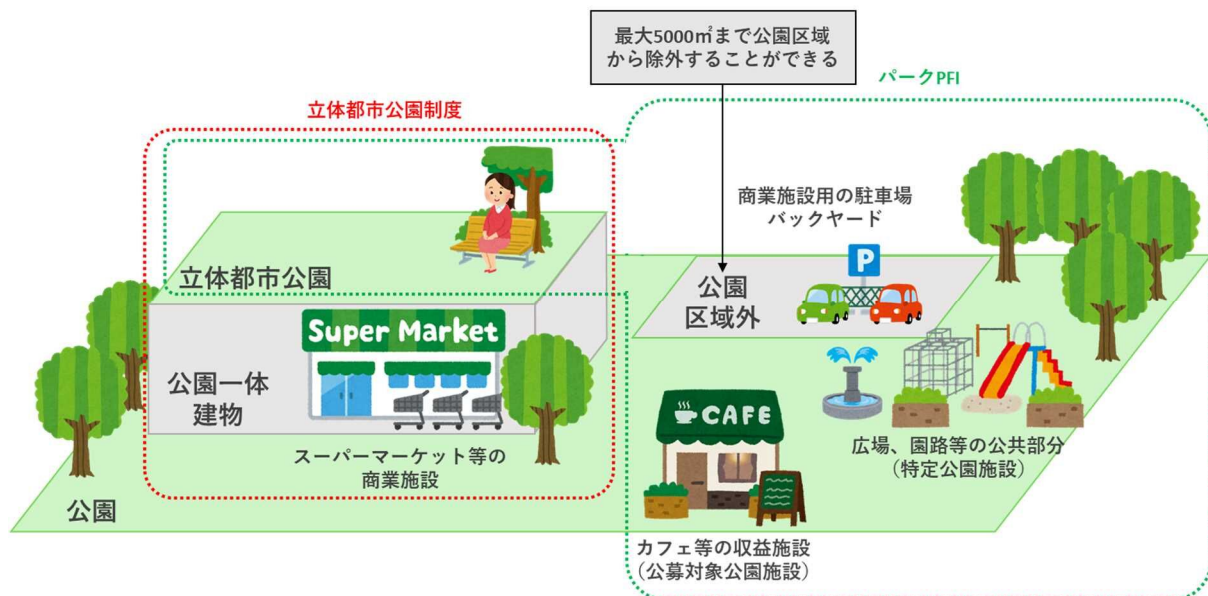 最大5000㎡まで公園区域
から除外することができる
パークPFI
立体都市公園制度
商業施設用の駐車場
バックヤード
P
立体都市公園
公園
区域外
Super Market
公園一体
建物
CAFE
スーパーマーケット等の
商業施設
広場、園路等の公共部分
（特定公園施設）
公園
カフェ等の収益施設
（公募対象公園施設）